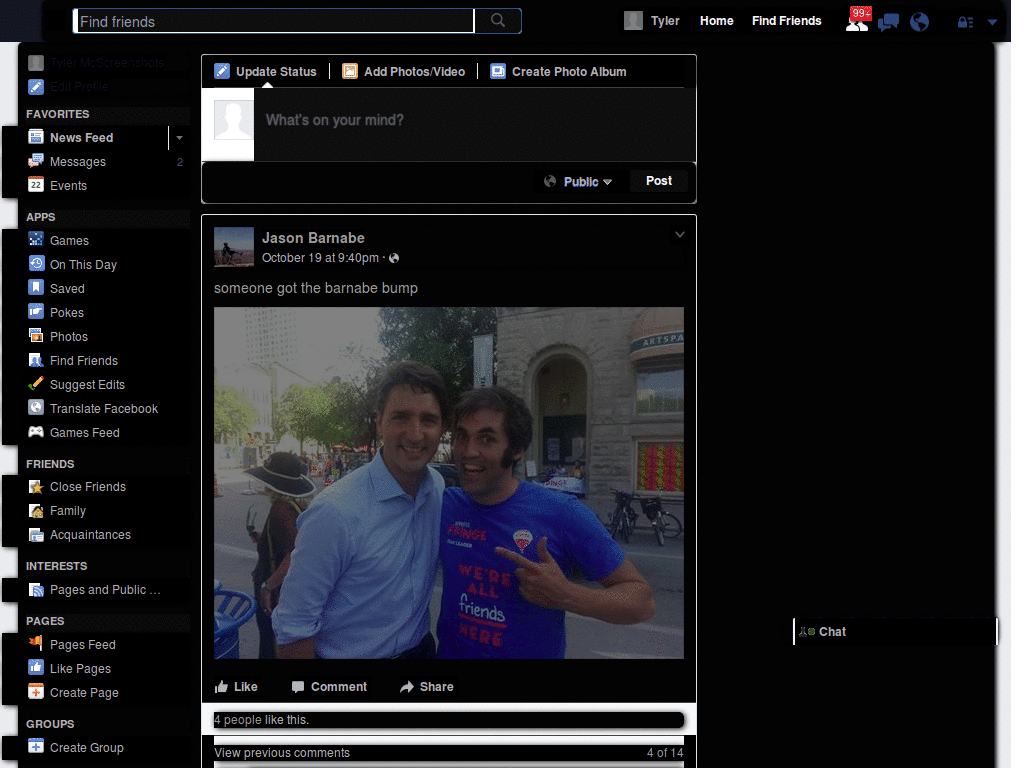 Find friends
Tyler
Home
Find Friends
99+
Tyler McScreenshots
Edit Profile
FAVORITES
News Feed
Messages 2
22 Events
APPS
Games
On This Day
Saved
Pokes
Photos
Find Friends
Suggest Edits
Translate Facebook
Games Feed
FRIENDS
Close Friends
Family
Acquaintances
INTERESTS
Pages and Public ...
PAGES
Pages Feed
Like Pages
Create Page
GROUPS
Create Group
Update Status
Add Photos/Video
Create Photo Album
What's on your mind?
Public
Post
Jason Barnabe
October 19 at 9:40pm ·
someone got the barnabe bump
ARTSPA
FRINGE
WE'RE
ALL
friends
HERE
Like
Comment
Share
4 people like this.
View previous comments
4 of 14
Chat